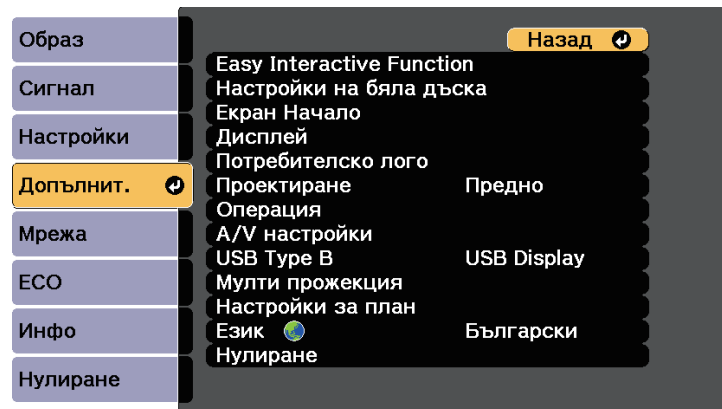 Образ
Сигнал
Настройки
Допълнит.
Мрежа
ECO
Инфо
Нулиране
Назад
Easy Interactive Function
Настройки на бяла дъска
Екран Начало
Дисплей
Потребителско лого
Проектиране Предно
Операция
A/V настройки
USB Type B USB Display
Мулти прожекция
Настройки за план
Език Български
Нулиране